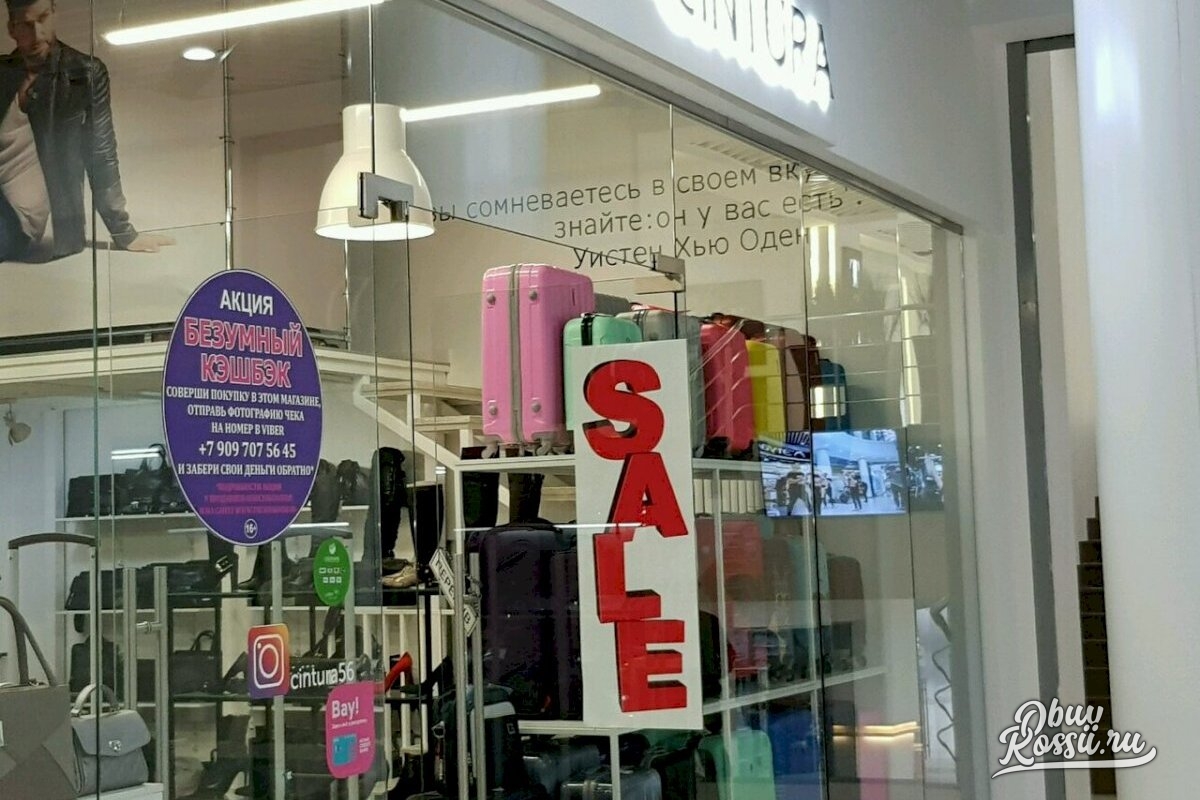 CINTURA
вы сомневаетесь в своем
знайте:он у вас есть.
Уистен Хью Оден
АКЦИЯ
БЕЗУМНЫЙ
КЭШБЭК
СОВЕРШИ ПОКУПКУ В ЭТОМ МАГАЗИНЕ,
ОТПРАВЬ ФОТОГРАФИЮ ЧЕКА
НА НОМЕР В VIBER
+7 909 707 56 45
И ЗАБЕРИ СВОИ ДЕНЬГИ ОБРАТНО*
16+
SALE
cintura56
Bay!
Obuv
Rossii.ru